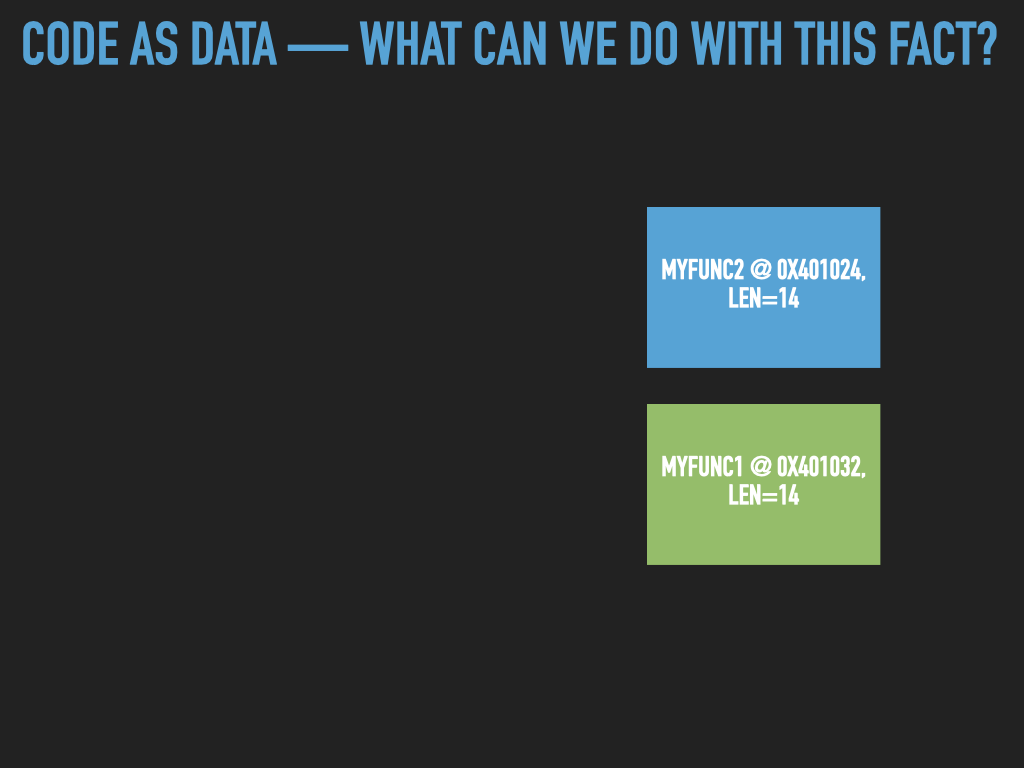 CODE AS DATA — WHAT CAN WE DO WITH THIS FACT?
MYFUNC2 @ 0X401024,
LEN=14
MYFUNC1 @ 0X401032,
LEN=14